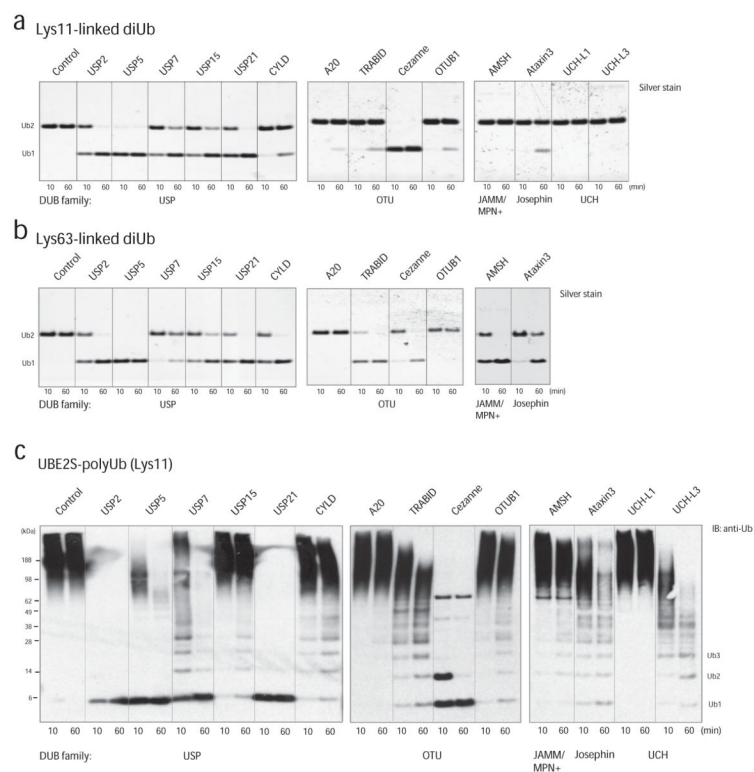 a
Lys11-linked diUb
Control USP2 USP5 USP7 USP15 USP21 CYLD A20 TRABID Cezanne OTUB1 AMSH Ataxin3 UCH-L1 UCH-L3
Silver stain
Ub2
Ub1
10 60 10 60 10 60 10 60 10 60 10 60 10 60 10 60 10 60 10 60 10 60 10 60 10 60 10 60 10 60 (min)
DUB family: USP OTU JAMM/ Josephin UCH
MPN+
b
Lys63-linked diUb
Control USP2 USP5 USP7 USP15 USP21 CYLD A20 TRABID Cezanne OTUB1 AMSH Ataxin3
Silver stain
Ub2
Ub1
10 60 10 60 10 60 10 60 10 60 10 60 10 60 10 60 10 60 10 60 10 60 10 60 10 60 (min)
DUB family: USP OTU JAMM/ Josephin
MPN+
c
UBE2S-polyUb (Lys11)
Control USP2 USP5 USP7 USP15 USP21 CYLD A20 TRABID Cezanne OTUB1 AMSH Ataxin3 UCH-L1 UCH-L3
(kDa)
IB: anti-Ub
188
98
62
49
38
28
14
6
Ub3
Ub2
Ub1
10 60 10 60 10 60 10 60 10 60 10 60 10 60 10 60 10 60 10 60 10 60 10 60 10 60 10 60 10 60 (min)
DUB family: USP OTU JAMM/ Josephin UCH
MPN+